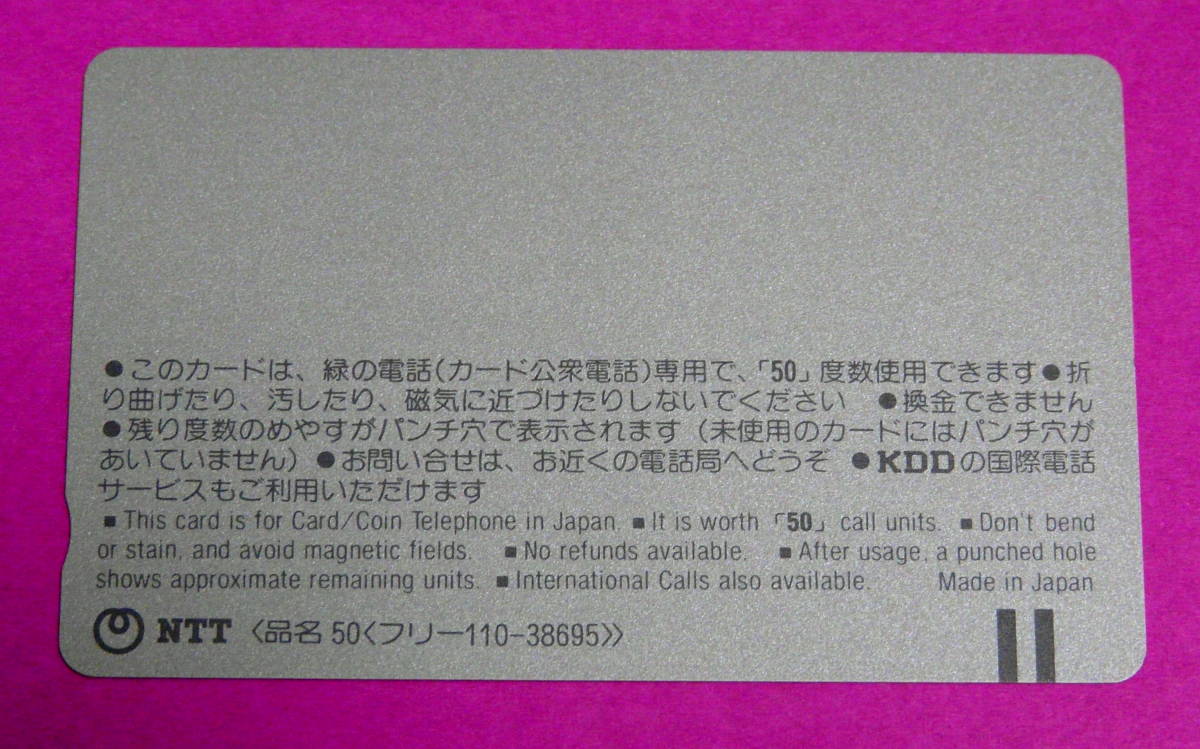 ●このカードは、緑の電話(カード公衆電話)専用で、「50」度数使用できます●折
り曲げたり、汚したり、磁気に近づけたりしないでください ●換金できません
●残り度数のめやすがパンチ穴で表示されます(未使用のカードにはパンチ穴が
あいていません)●お問い合せは、お近くの電話局へどうぞ ●KDDの国際電話
サービスもご利用いただけます
■This card is for Card/Coin Telephone in Japan. ■It is worth「50」call units. ■Don't bend
or stain, and avoid magnetic fields. ■No refunds available. ■After usage, a punched hole
shows approximate remaining units. ■International Calls also available. Made in Japan
NTT〈品名 50〈フリー110-38695〉〉